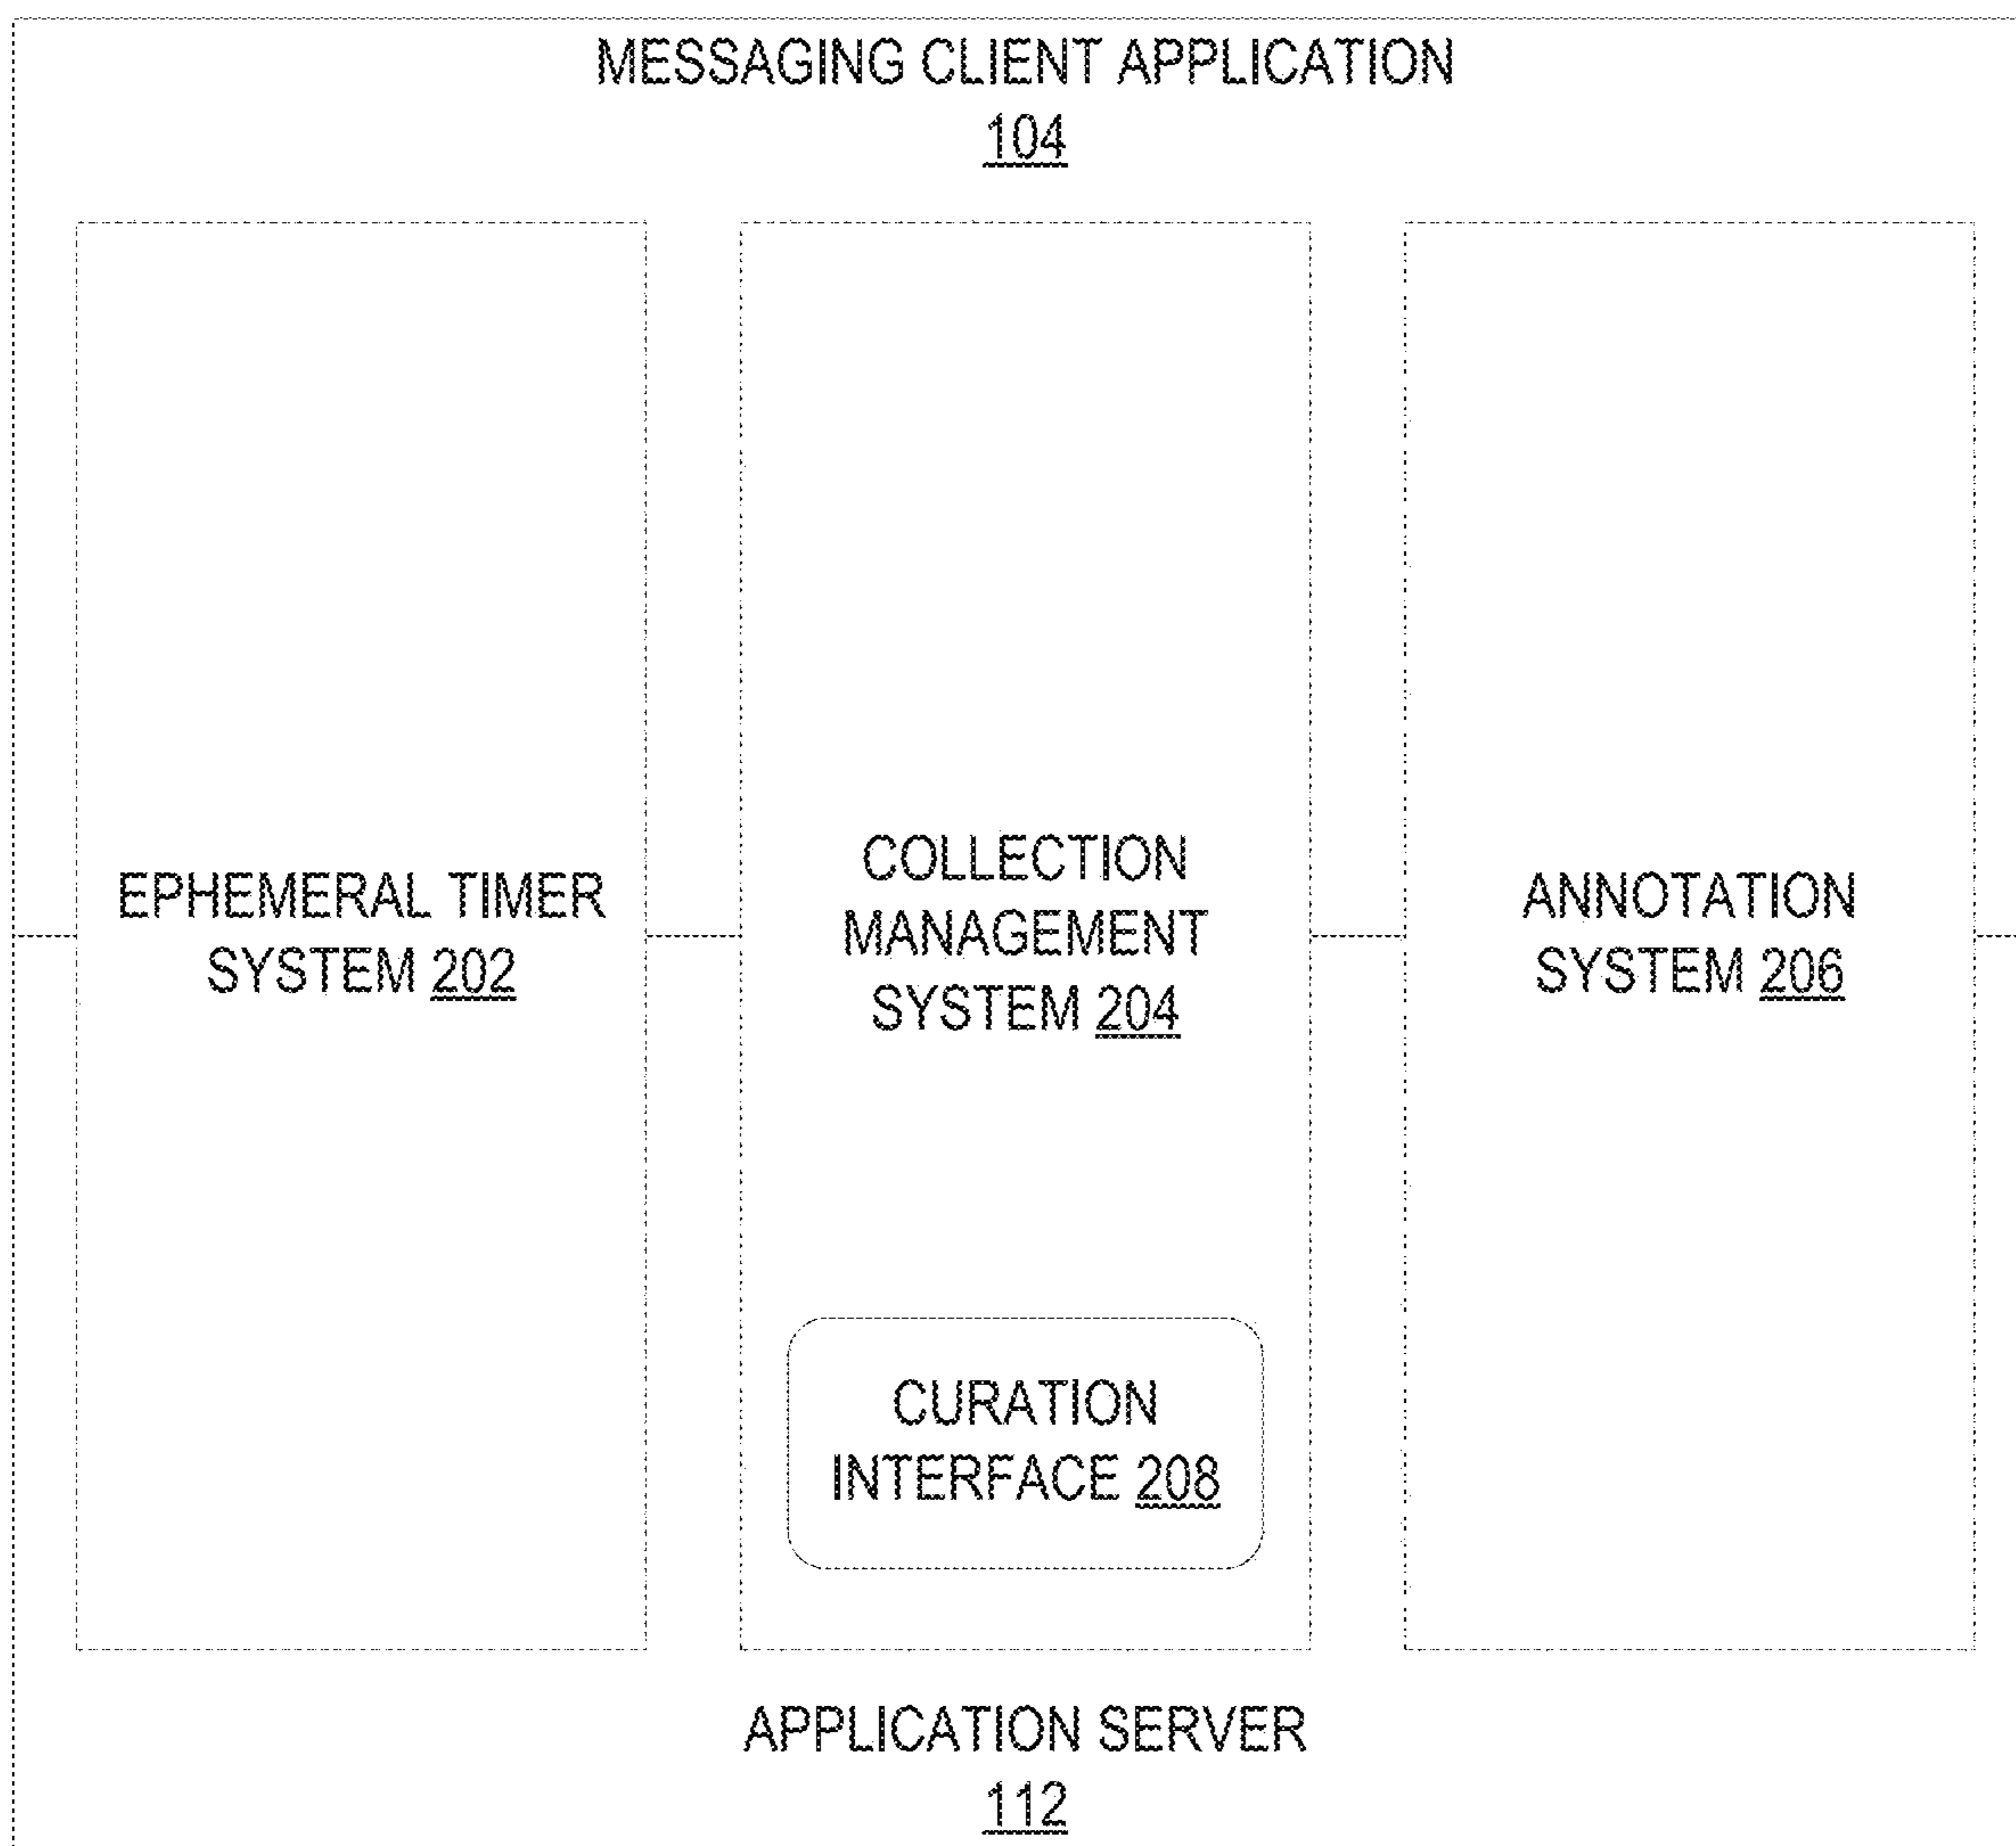 MESSAGING CLIENT APPLICATION
104
EPHEMERAL TIMER
SYSTEM 202
COLLECTION
MANAGEMENT
SYSTEM 204
ANNOTATION
SYSTEM 206
CURATION
INTERFACE 208
APPLICATION SERVER
112